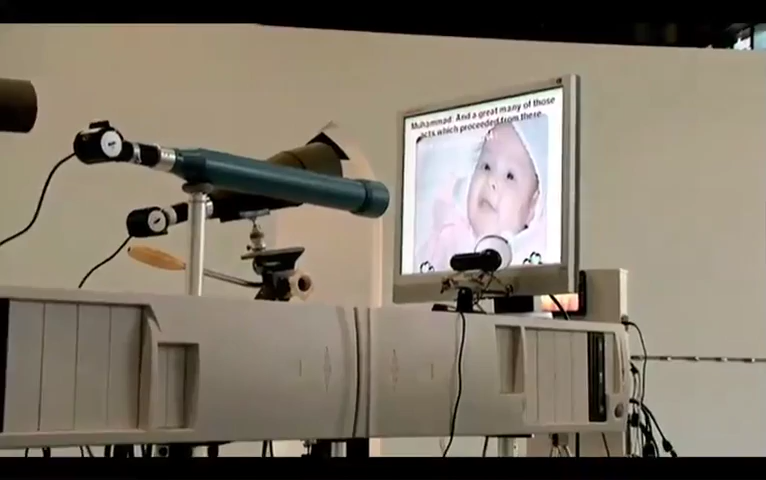 Muhammad: And a great many of those
acts which proceeded from there